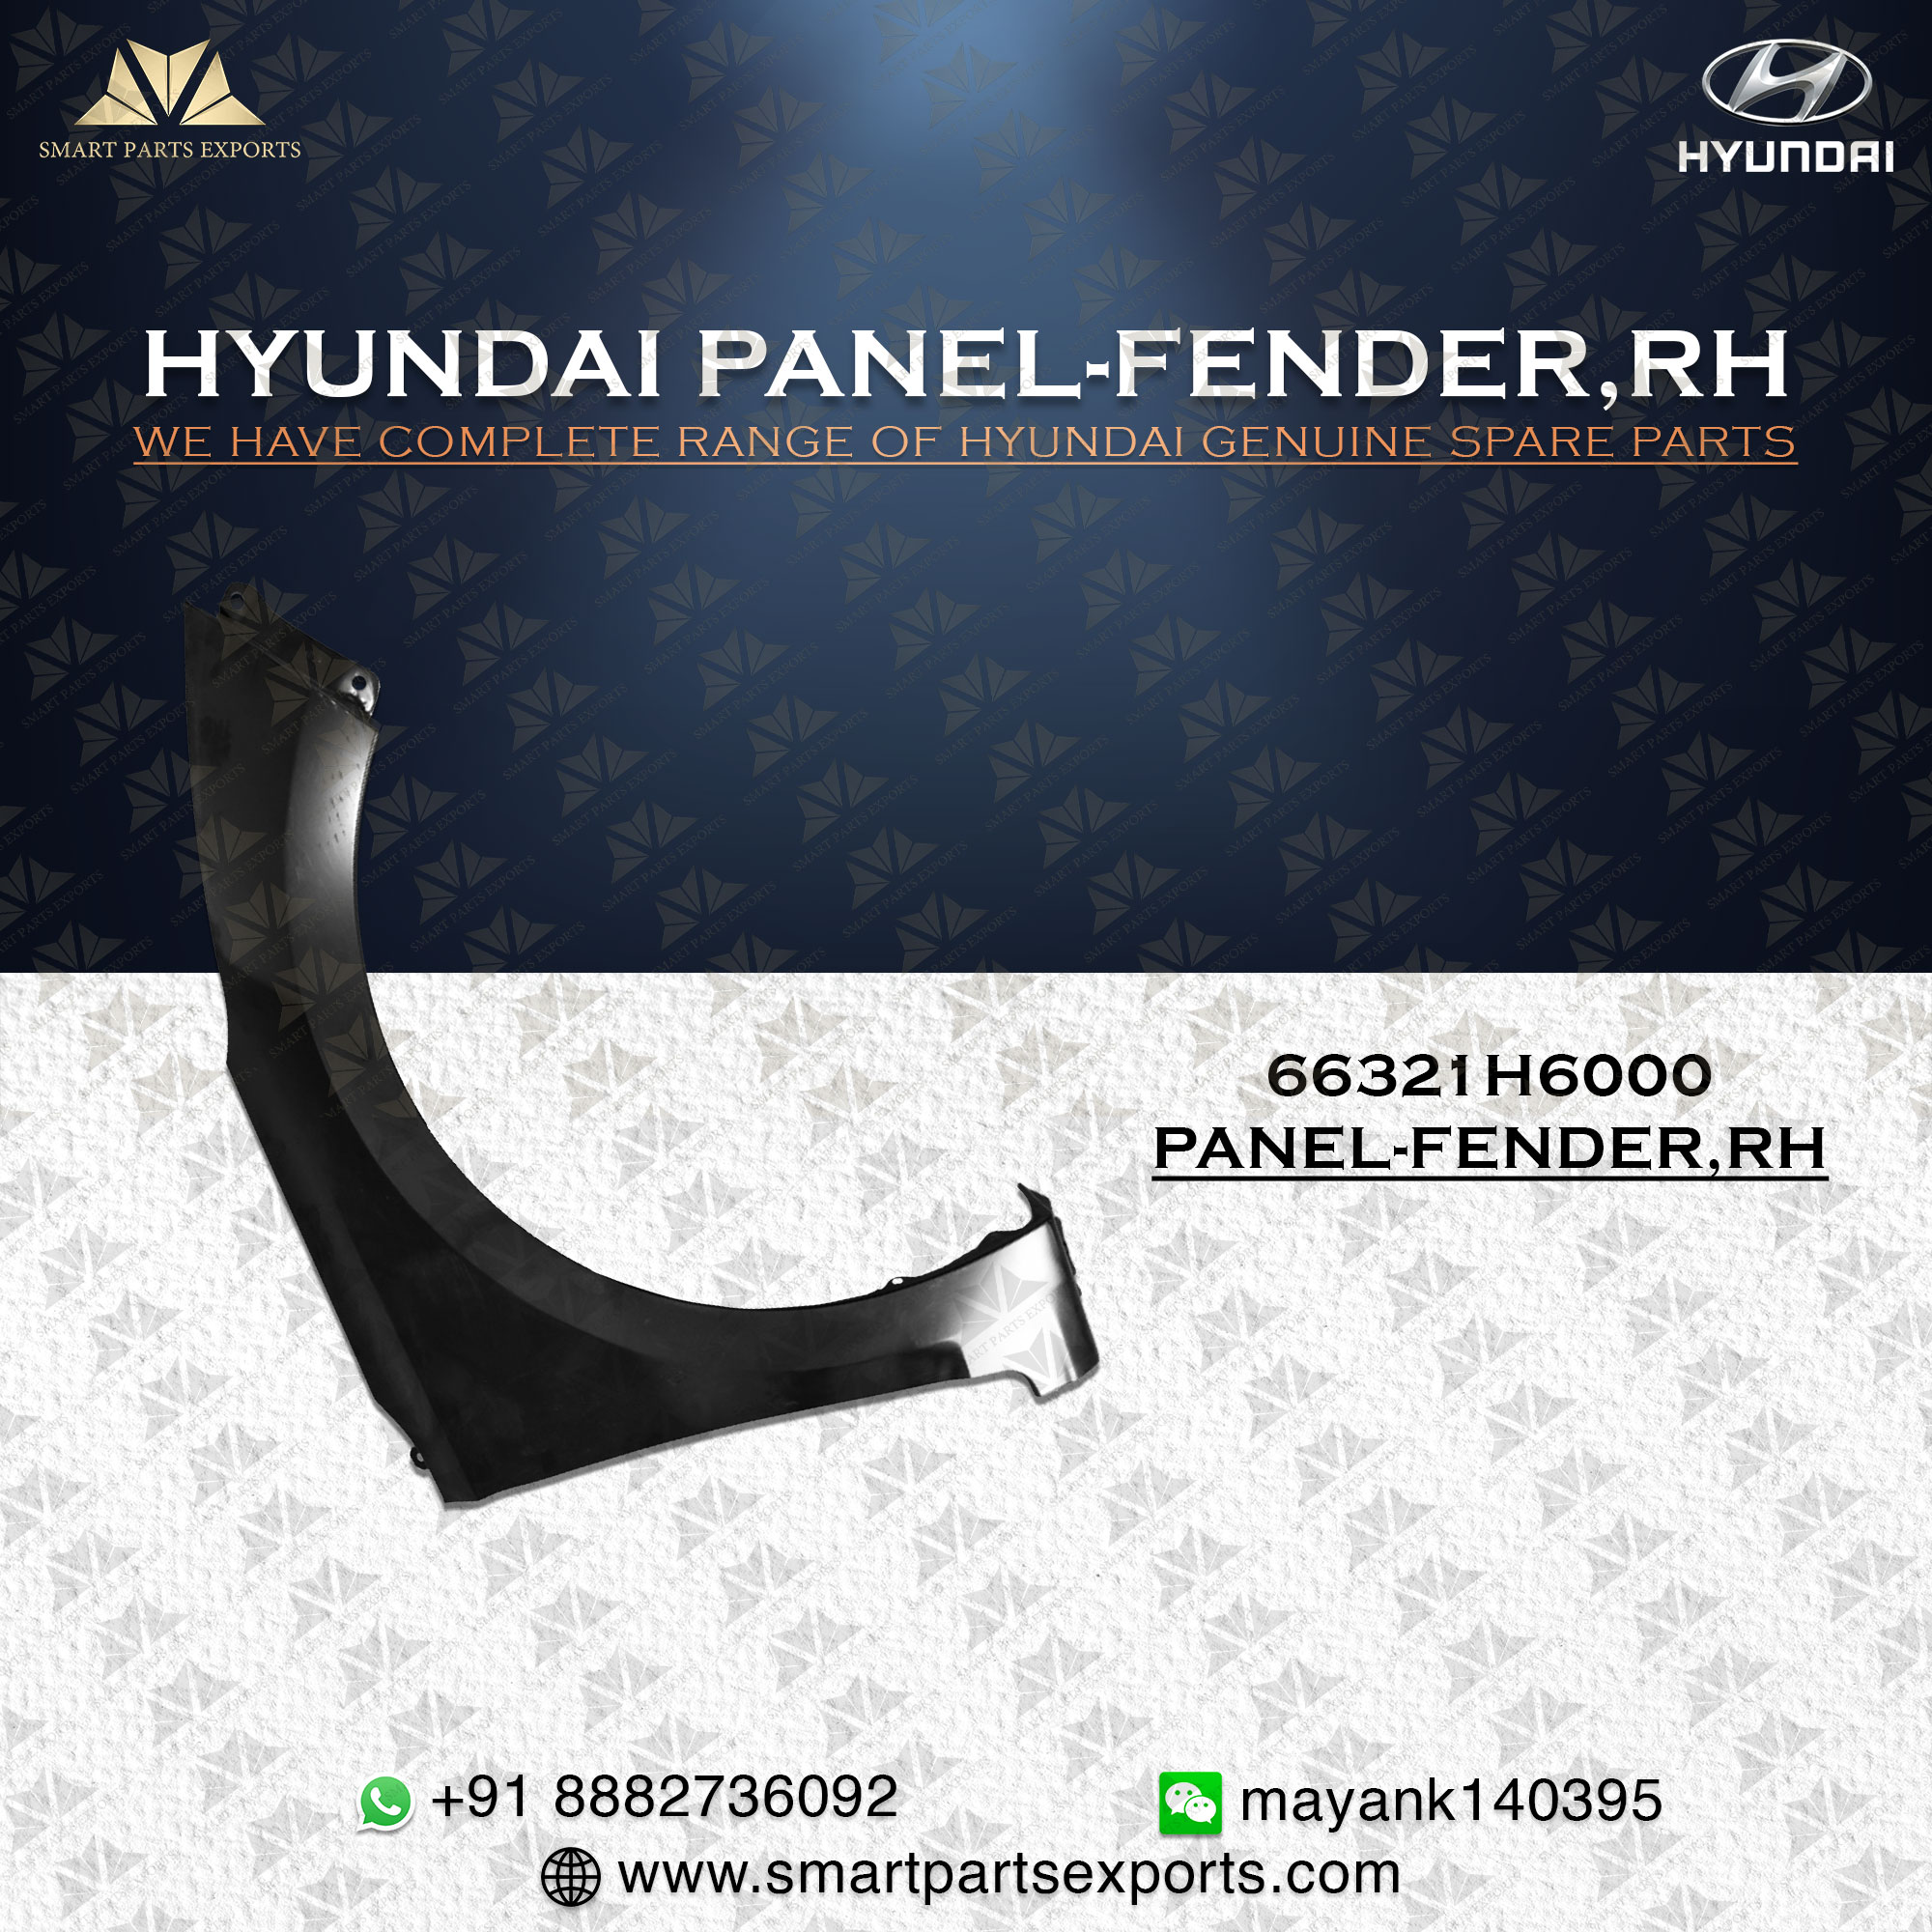 SMART PARTS EXPORTS
HYUNDAI
HYUNDAI PANEL-FENDER,RH
WE HAVE COMPLETE RANGE OF HYUNDAI GENUINE SPARE PARTS
66321H6000
PANEL-FENDER,RH
+91 8882736092
mayank140395
www.smartpartsexports.com